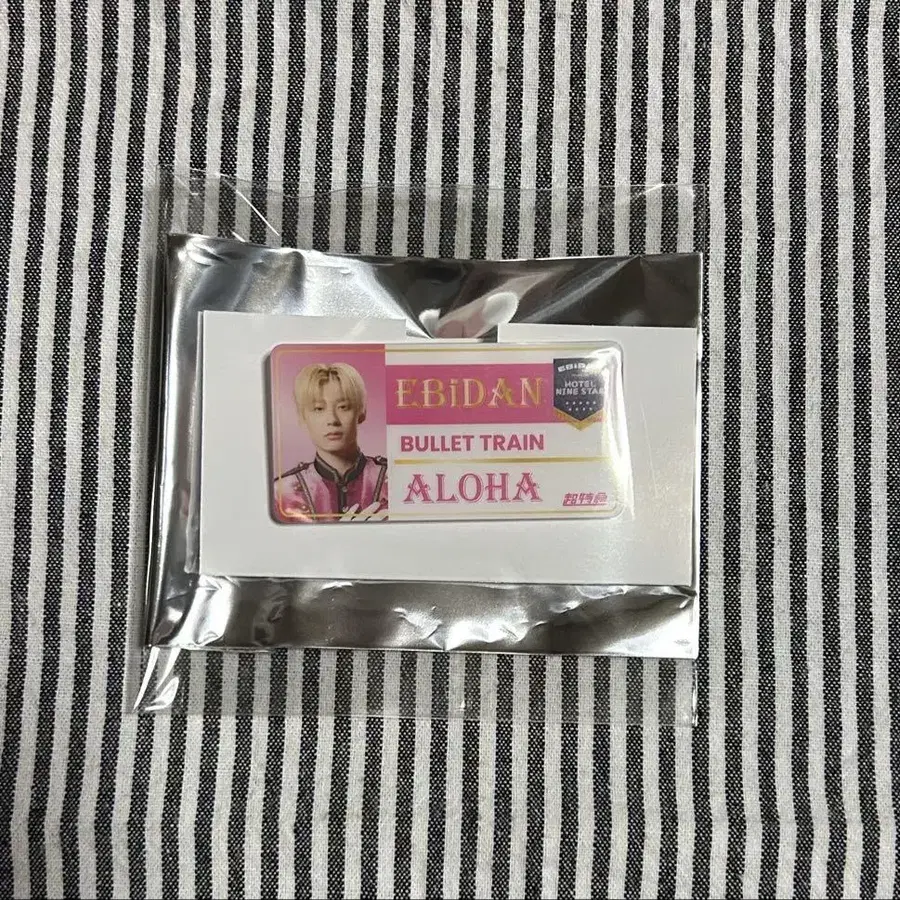 EBiDAN
BULLET TRAIN
ALOHA
EBiDAN
HOTEL
NINE STAR
超特急